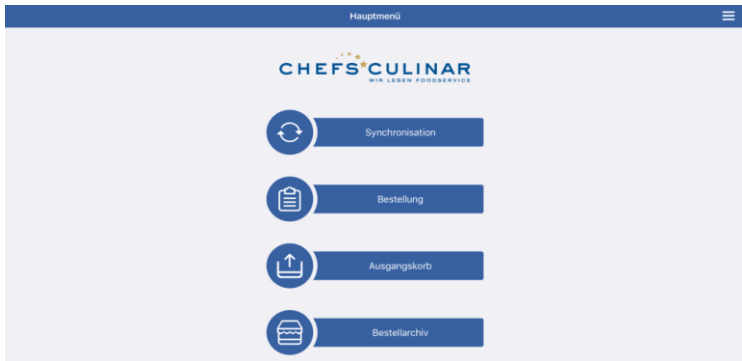 Hauptmenü
CHEFS CULINAR
WIR LEBEN FOODSERVICE
Synchronisation
Bestellung
Ausgangskorb
Bestellarchiv